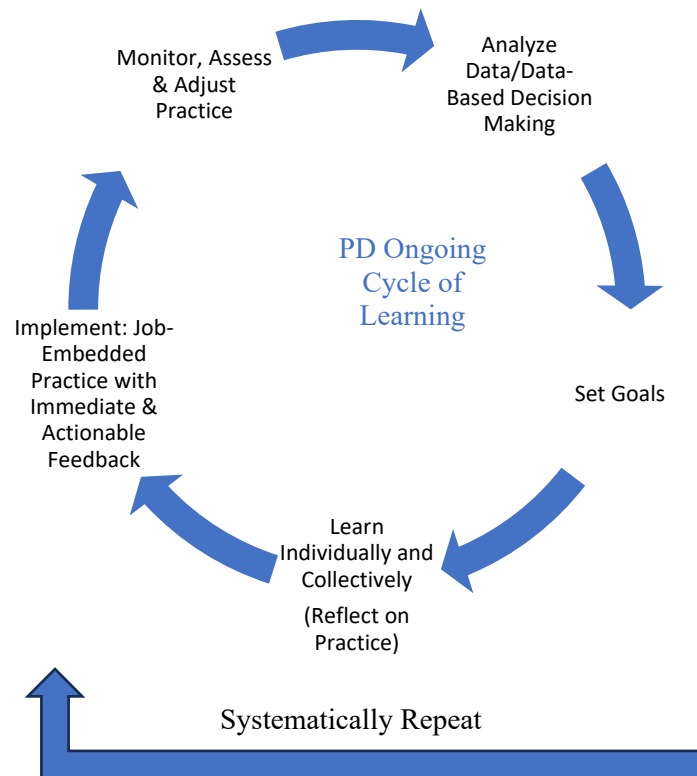 Monitor, Assess
& Adjust
Practice
Analyze
Data/Data-
Based Decision
Making
PD Ongoing
Cycle of
Learning
Set Goals
Implement: Job-
Embedded
Practice with
Immediate &
Actionable
Feedback
Learn
Individually and
Collectively
(Reflect on
Practice)
Systematically Repeat